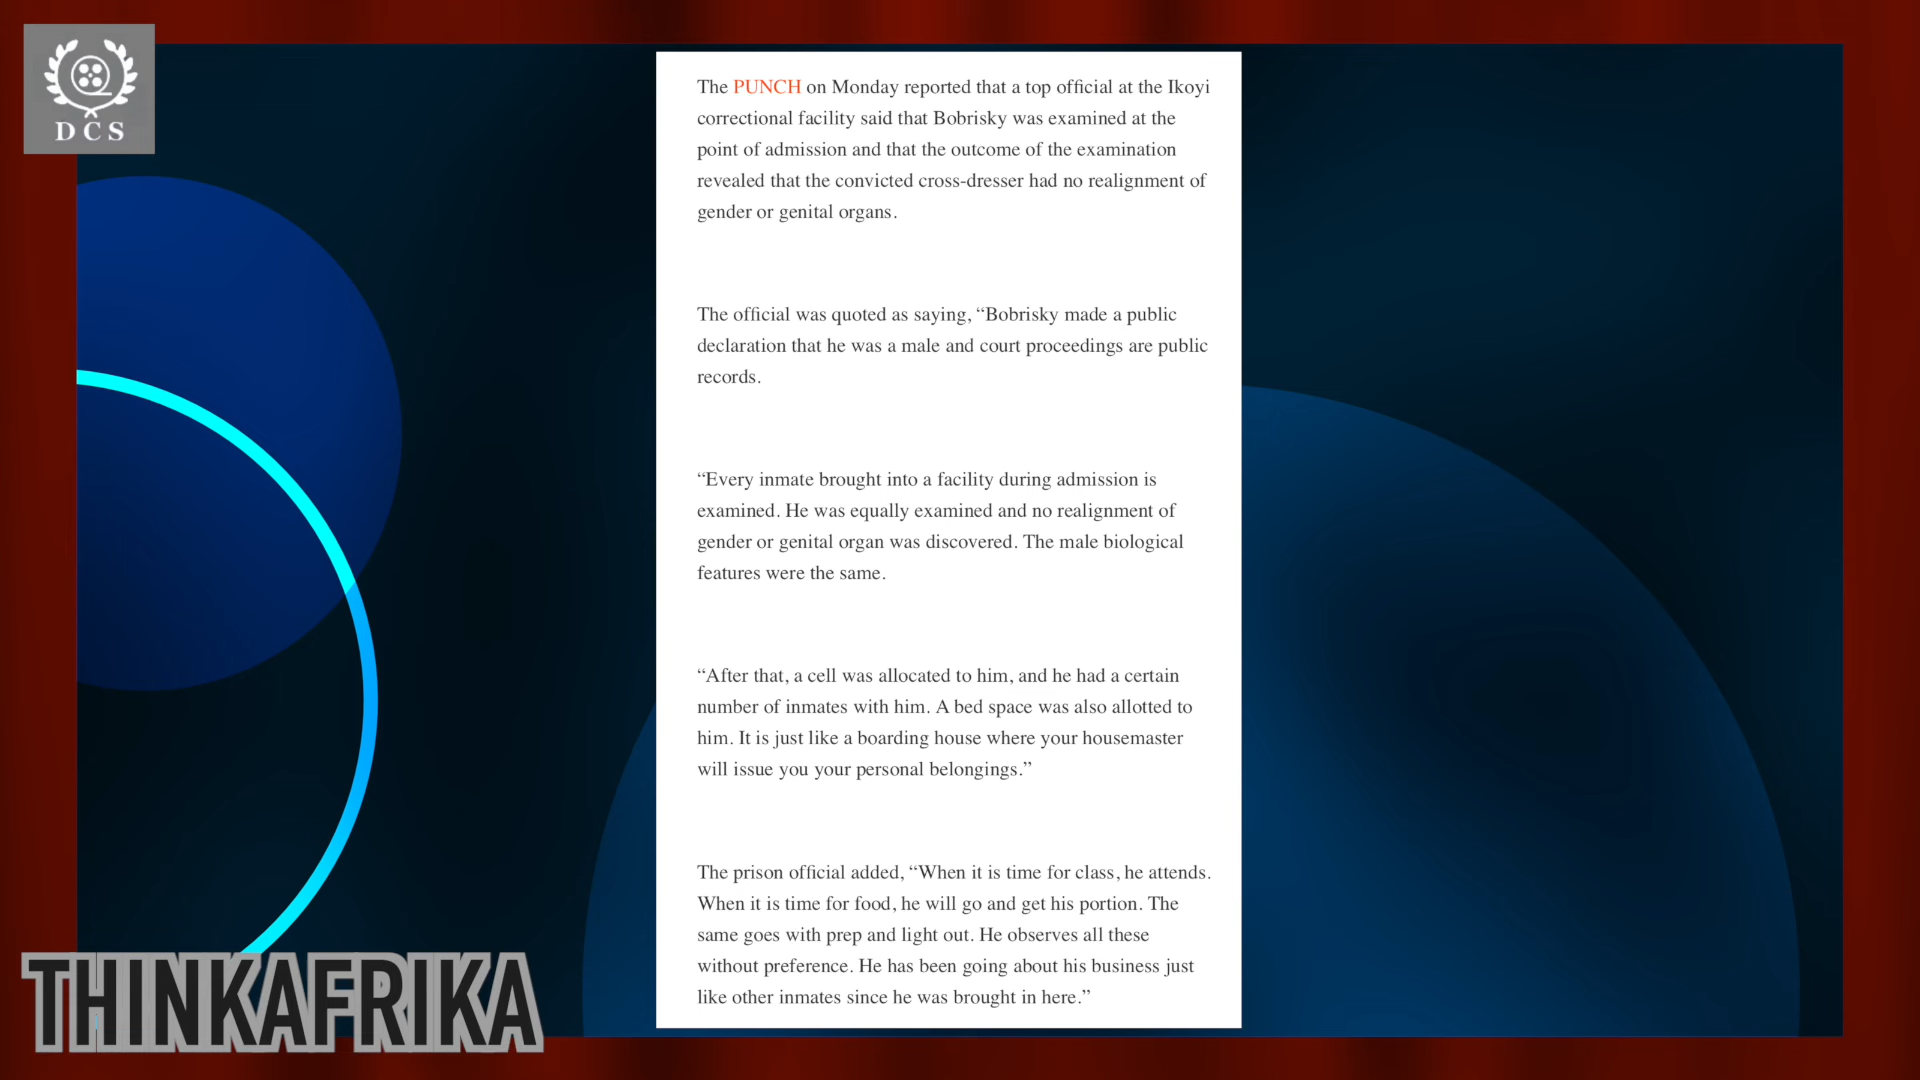 DCS
The PUNCH on Monday reported that a top official at the Ikoyi
correctional facility said that Bobrisky was examined at the
point of admission and that the outcome of the examination
revealed that the convicted cross-dresser had no realignment of
gender or genital organs.
The official was quoted as saying, “Bobrisky made a public
declaration that he was a male and court proceedings are public
records.
“Every inmate brought into a facility during admission is
examined. He was equally examined and no realignment of
gender or genital organ was discovered. The male biological
features were the same.
“After that, a cell was allocated to him, and he had a certain
number of inmates with him. A bed space was also allotted to
him. It is just like a boarding house where your housemaster
will issue you your personal belongings.”
The prison official added, “When it is time for class, he attends.
When it is time for food, he will go and get his portion. The
same goes with prep and light out. He observes all these
without preference. He has been going about his business just
like other inmates since he was brought in here.”
THINKAFRIKA